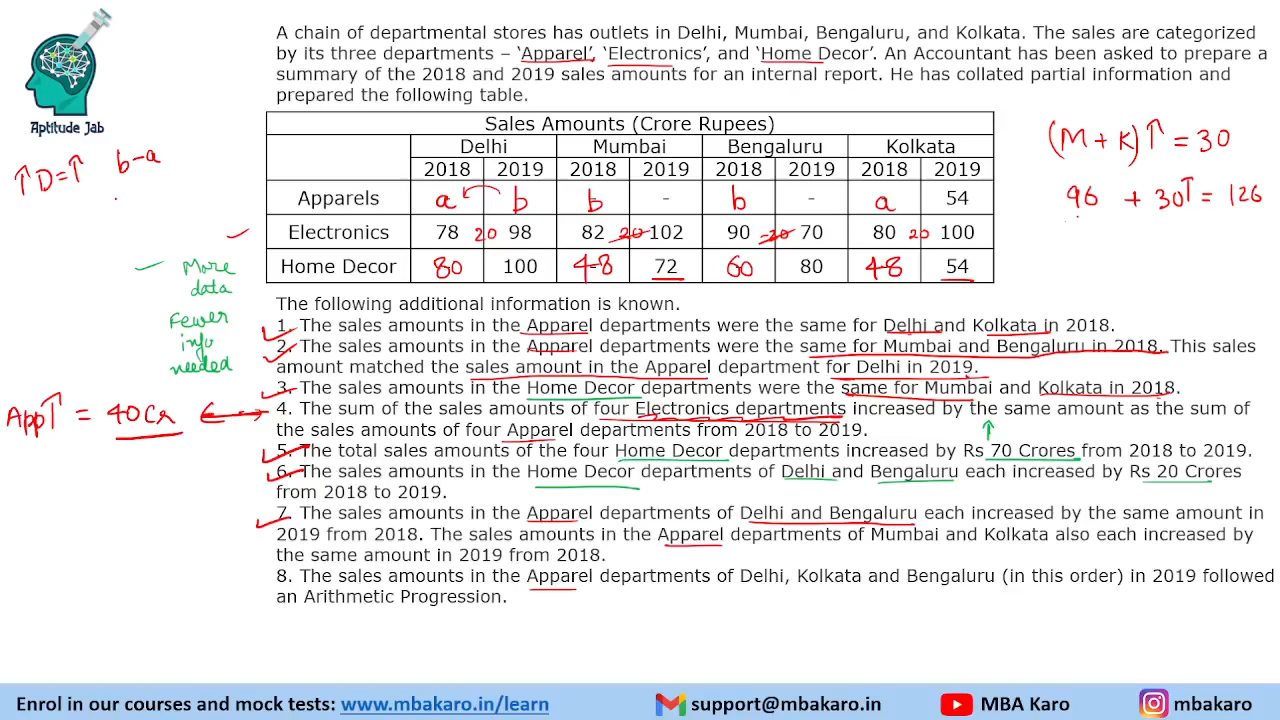 A chain of departmental stores has outlets in Delhi, Mumbai, Bengaluru, and Kolkata. The sales are categorized
by its three departments – ‘Apparel’, ‘Electronics’, and ‘Home Decor’. An Accountant has been asked to prepare a
summary of the 2018 and 2019 sales amounts for an internal report. He has collated partial information and
prepared the following table.
Aptitude Jab
Sales Amounts (Crore Rupees)
Delhi Mumbai Bengaluru Kolkata
2018 2019 2018 2019 2018 2019 2018 2019
Apparels a b b - b - a 54
Electronics 78 20 98 82 20 102 90 -20 70 80 20 100
Home Decor 80 100 48 72 60 80 48 54
↑D=↑ b-a
(M+K)↑ = 30
96 + 30↑ = 126
More
data
Fewer
info
needed
App↑ = 40Cr
The following additional information is known.
1. The sales amounts in the Apparel departments were the same for Delhi and Kolkata in 2018.
2. The sales amounts in the Apparel departments were the same for Mumbai and Bengaluru in 2018. This sales
amount matched the sales amount in the Apparel department for Delhi in 2019.
3. The sales amounts in the Home Decor departments were the same for Mumbai and Kolkata in 2018.
4. The sum of the sales amounts of four Electronics departments increased by the same amount as the sum of
the sales amounts of four Apparel departments from 2018 to 2019.
5. The total sales amounts of the four Home Decor departments increased by Rs 70 Crores from 2018 to 2019.
6. The sales amounts in the Home Decor departments of Delhi and Bengaluru each increased by Rs 20 Crores
from 2018 to 2019.
7. The sales amounts in the Apparel departments of Delhi and Bengaluru each increased by the same amount in
2019 from 2018. The sales amounts in the Apparel departments of Mumbai and Kolkata also each increased by
the same amount in 2019 from 2018.
8. The sales amounts in the Apparel departments of Delhi, Kolkata and Bengaluru (in this order) in 2019 followed
an Arithmetic Progression.
Enrol in our courses and mock tests: www.mbakaro.in/learn support@mbakaro.in MBA Karo mbakaro